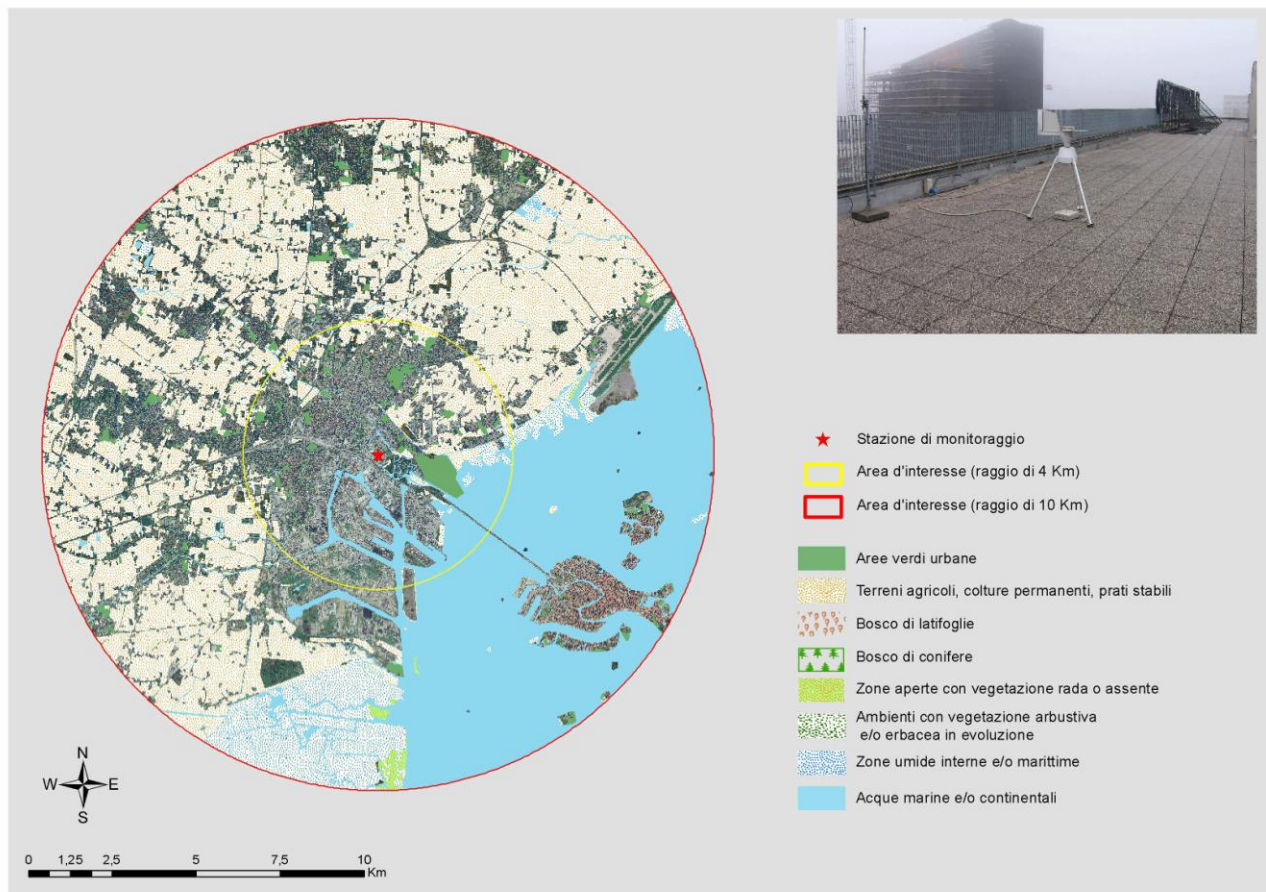 Stazione di monitoraggio
Area d'interesse (raggio di 4 Km)
Area d'interesse (raggio di 10 Km)
Aree verdi urbane
Terreni agricoli, colture permanenti, prati stabili
Bosco di latifoglie
Bosco di conifere
Zone aperte con vegetazione rada o assente
Ambienti con vegetazione arbustiva
e/o erbacea in evoluzione
Zone umide interne e/o marittime
Acque marine e/o continentali
N
W E
S
0 1,25 2,5 5 7,5 10
Km